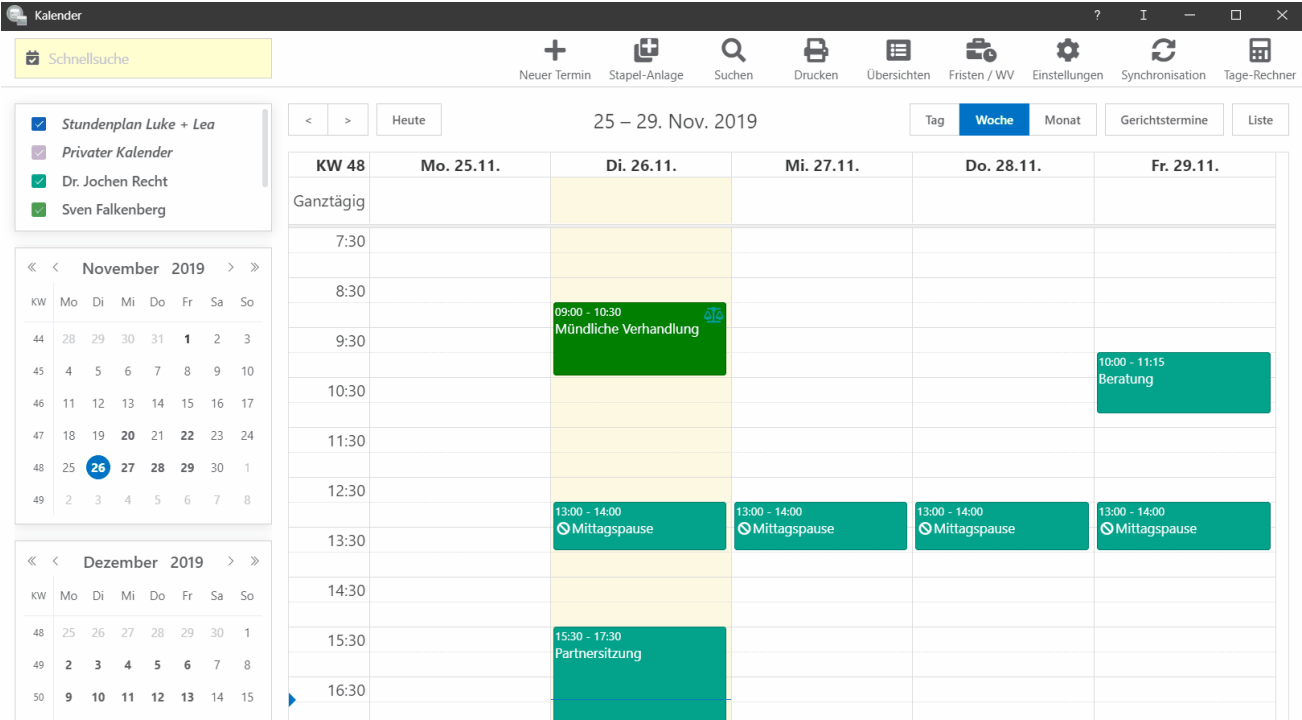 Kalender
?
Schnellsuche
Neuer Termin Stapel-Anlage Suchen Drucken Übersichten Fristen / WV Einstellungen Synchronisation Tage-Rechner
Stundenplan Luke + Lea
Privater Kalender
Dr. Jochen Recht
Sven Falkenberg
< > Heute 25 – 29. Nov. 2019 Tag Woche Monat Gerichtstermine Liste
KW 48 Mo. 25.11. Di. 26.11. Mi. 27.11. Do. 28.11. Fr. 29.11.
Ganztägig
7:30
8:30
9:30
10:30
11:30
12:30
13:30
14:30
15:30
16:30
09:00 - 10:30
Mündliche Verhandlung
13:00 - 14:00
Mittagspause
15:30 - 17:30
Partnersitzung
13:00 - 14:00
Mittagspause
13:00 - 14:00
Mittagspause
10:00 - 11:15
Beratung
13:00 - 14:00
Mittagspause
« < November 2019 > »
KW Mo Di Mi Do Fr Sa So
44 28 29 30 31 1 2 3
45 4 5 6 7 8 9 10
46 11 12 13 14 15 16 17
47 18 19 20 21 22 23 24
48 25 26 27 28 29 30 1
49 2 3 4 5 6 7 8
« < Dezember 2019 > »
KW Mo Di Mi Do Fr Sa So
48 25 26 27 28 29 30 1
49 2 3 4 5 6 7 8
50 9 10 11 12 13 14 15